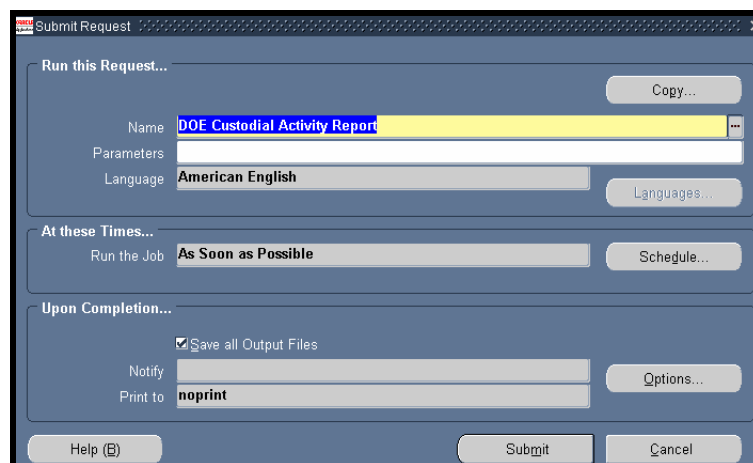 Submit Request
Run this Request...
Copy...
Name DOE Custodial Activity Report
Parameters
Language American English
Languages...
At these Times...
Run the Job As Soon as Possible
Schedule...
Upon Completion...
Save all Output Files
Notify
Options...
Print to noprint
Help (B)
Submit
Cancel